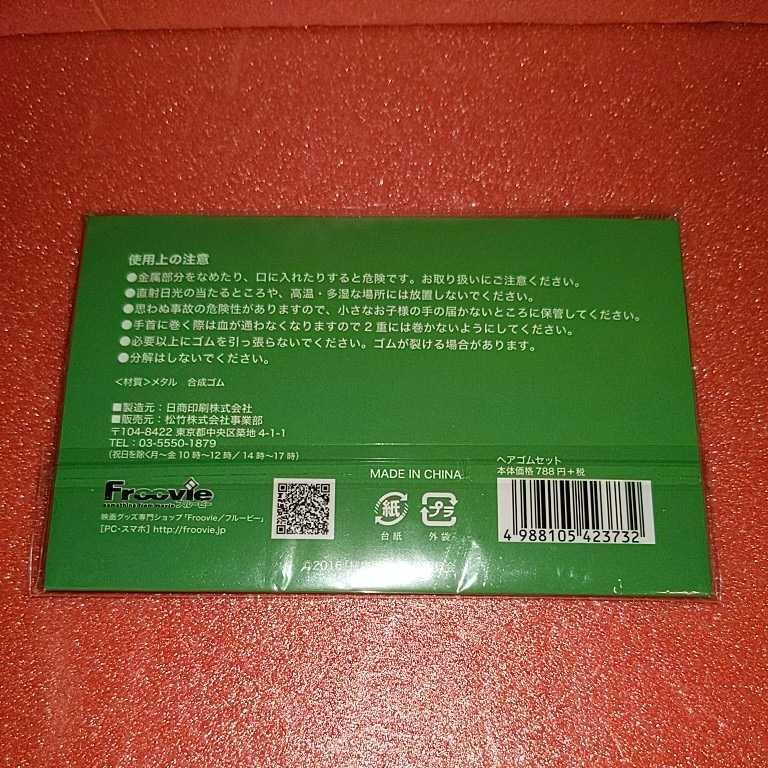 使用上の注意
●金属部分をなめたり、口に入れたりすると危険です。お取り扱いにご注意ください。
●直射日光の当たるところや、高温・多湿な場所には放置しないでください。
●思わぬ事故の危険性がありますので、小さなお子様の手の届かないところに保管してください。
●手首に巻く際は血が通わなくなりますので2重には巻かないようにしてください。
●必要以上にゴムを引っ張らないでください。ゴムが裂ける場合があります。
●分解はしないでください。
<材質>メタル 合成ゴム
■製造元:日商印刷株式会社
■販売元:松竹株式会社事業部
〒104-8422 東京都中央区築地 4-1-1
TEL:03-5550-1879
(祝日を除く月〜金 10時〜12時/14時〜17時)
Froovie
フルービー
映画グッズ専門ショップ「Froovie/フルービー」
[PC・スマホ] http://froovie.jp
MADE IN CHINA
紙
台紙
プラ
外袋
ヘアゴムセット
本体価格788円+税
4 988105 423732
©2016